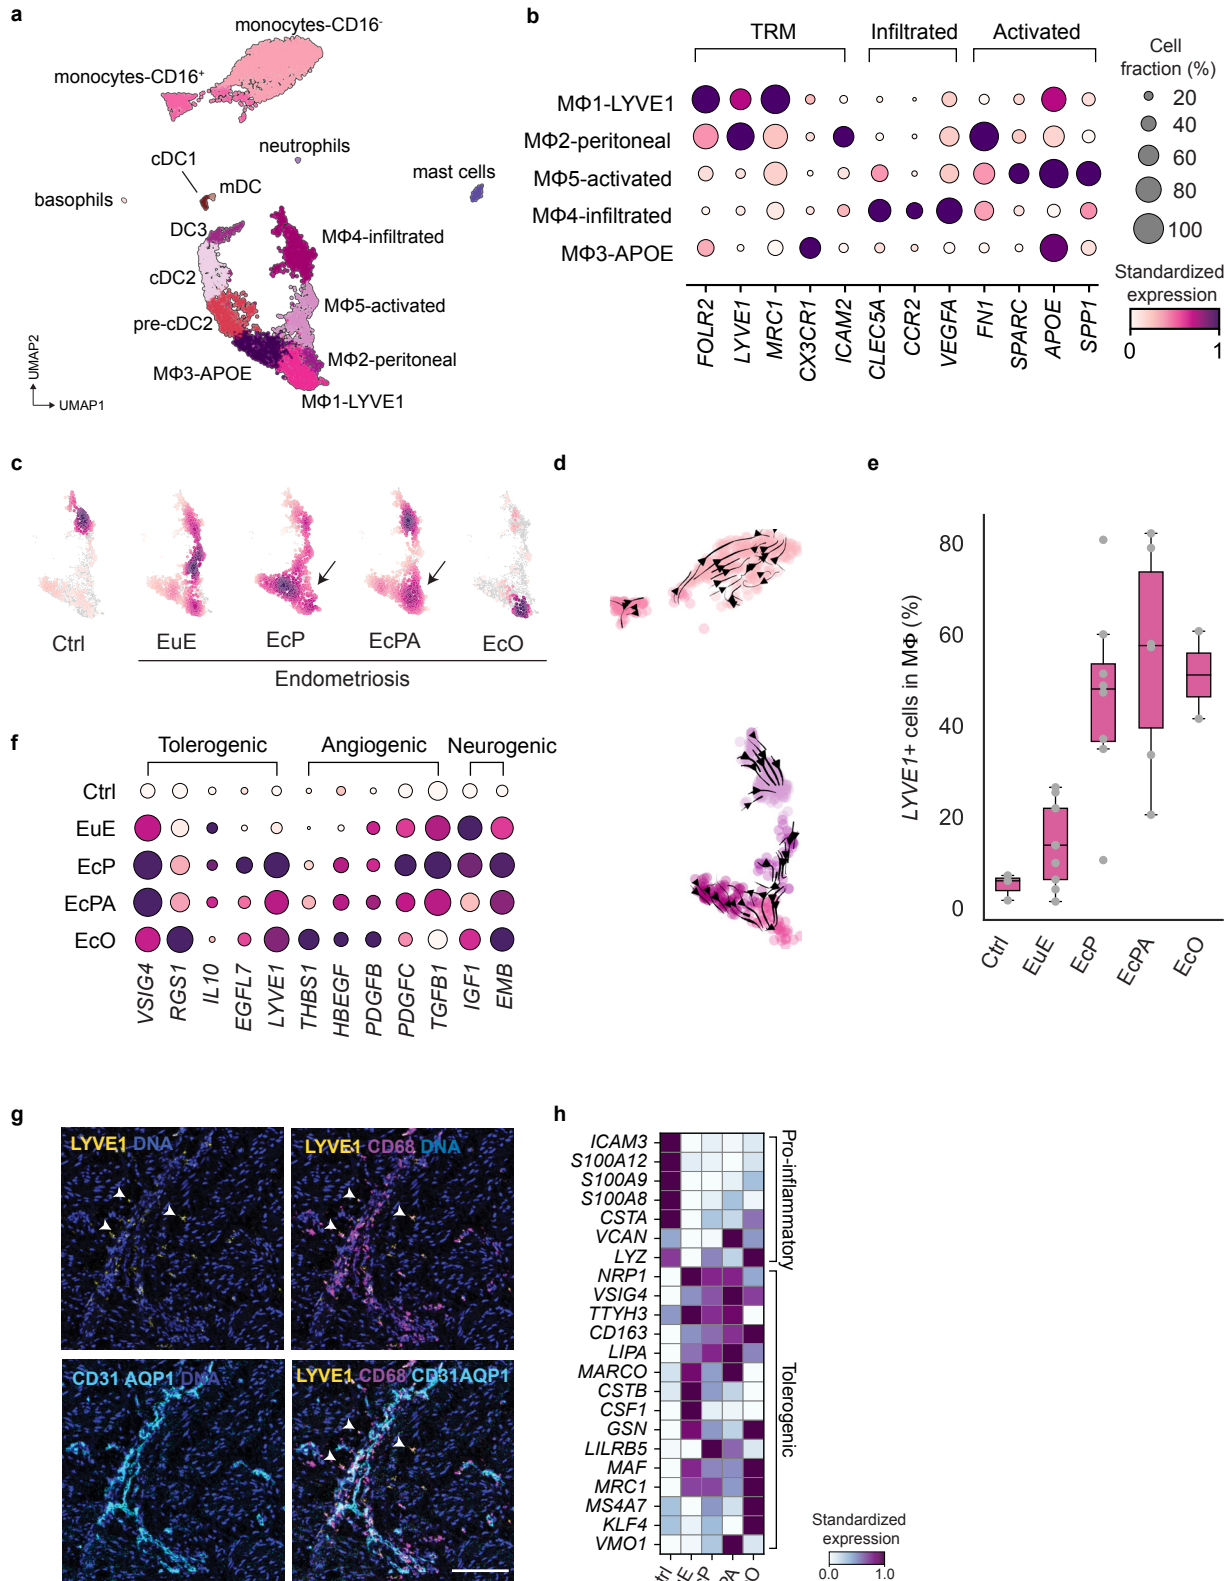 a
monocytes-CD16-
monocytes-CD16+
neutrophils
cDC1
mDC
mast cells
basophils
DC3
MΦ4-infiltrated
cDC2
MΦ5-activated
pre-cDC2
MΦ2-peritoneal
MΦ3-APOE
MΦ1-LYVE1
UMAP2
UMAP1
b
TRM Infiltrated Activated
MΦ1-LYVE1
MΦ2-peritoneal
MΦ5-activated
MΦ4-infiltrated
MΦ3-APOE
FOLR2
LYVE1
MRC1
CX3CR1
ICAM2
CLEC5A
CCR2
VEGFA
FN1
SPARC
APOE
SPP1
Cell
fraction (%)
20
40
60
80
100
Standardized
expression
0 1
c
Ctrl EuE EcP EcPA EcO
Endometriosis
d
e
LYVE1+ cells in MΦ (%)
80
60
40
20
0
Ctrl
EuE
EcP
EcPA
EcO
f
Tolerogenic Angiogenic Neurogenic
Ctrl
EuE
EcP
EcPA
EcO
VSIG4
RGS1
IL10
EGFL7
LYVE1
THBS1
HBEGF
PDGFB
PDGFC
TGFB1
IGF1
EMB
g
LYVE1 DNA
LYVE1 CD68 DNA
CD31 AQP1 DNA
LYVE1 CD68 CD31AQP1
h
ICAM3
S100A12
S100A9
S100A8
CSTA
VCAN
LYZ
NRP1
VSIG4
TTYH3
CD163
LIPA
MARCO
CSTB
CSF1
GSN
LILRB5
MAF
MRC1
MS4A7
KLF4
VMO1
Pro-inflammatory
Tolerogenic
Standardized
expression
0.0 1.0